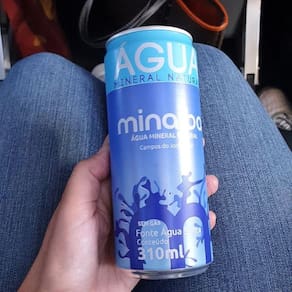 ÁGUA
MINERAL NATURAL
minalba
ÁGUA MINERAL NATURAL
Campos do Jordão
SEM GÁS
Fonte Água
Conteúdo
310ml